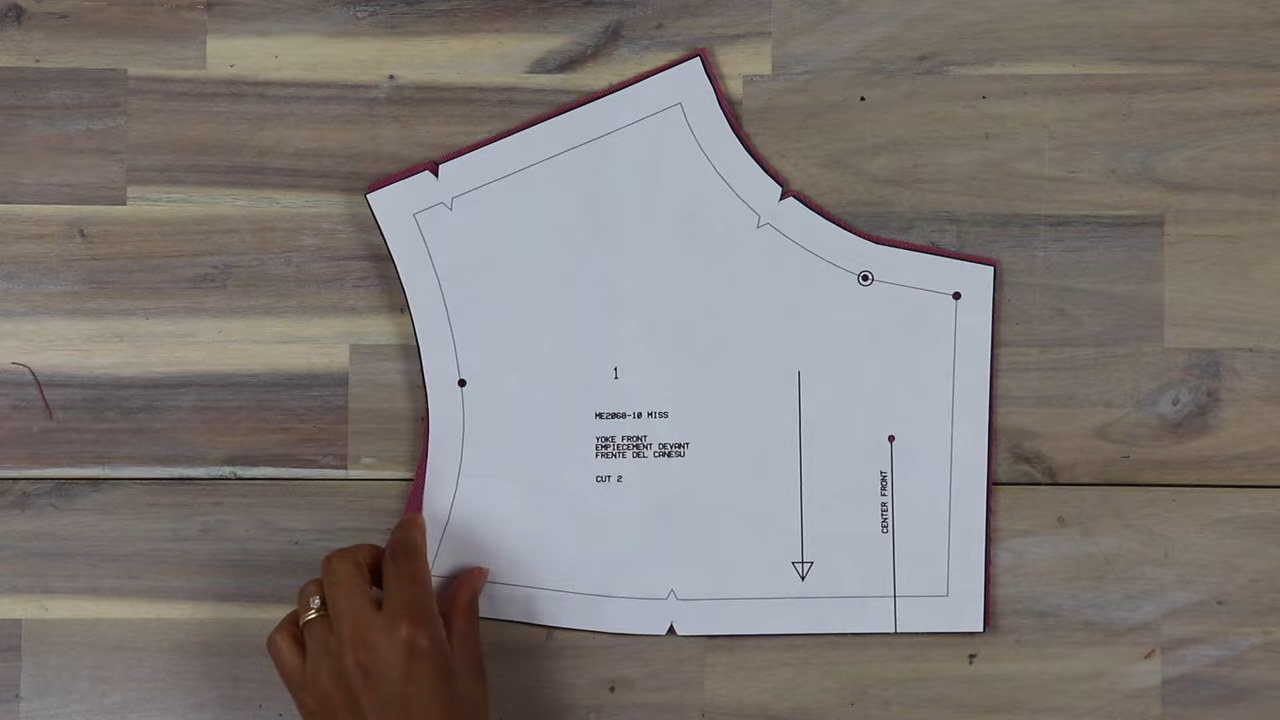 1
ME2068-10 MISS
YOKE FRONT
EMPIECEMENT DEVANT
FRENTE DEL CANESU
CUT 2
CENTER FRONT